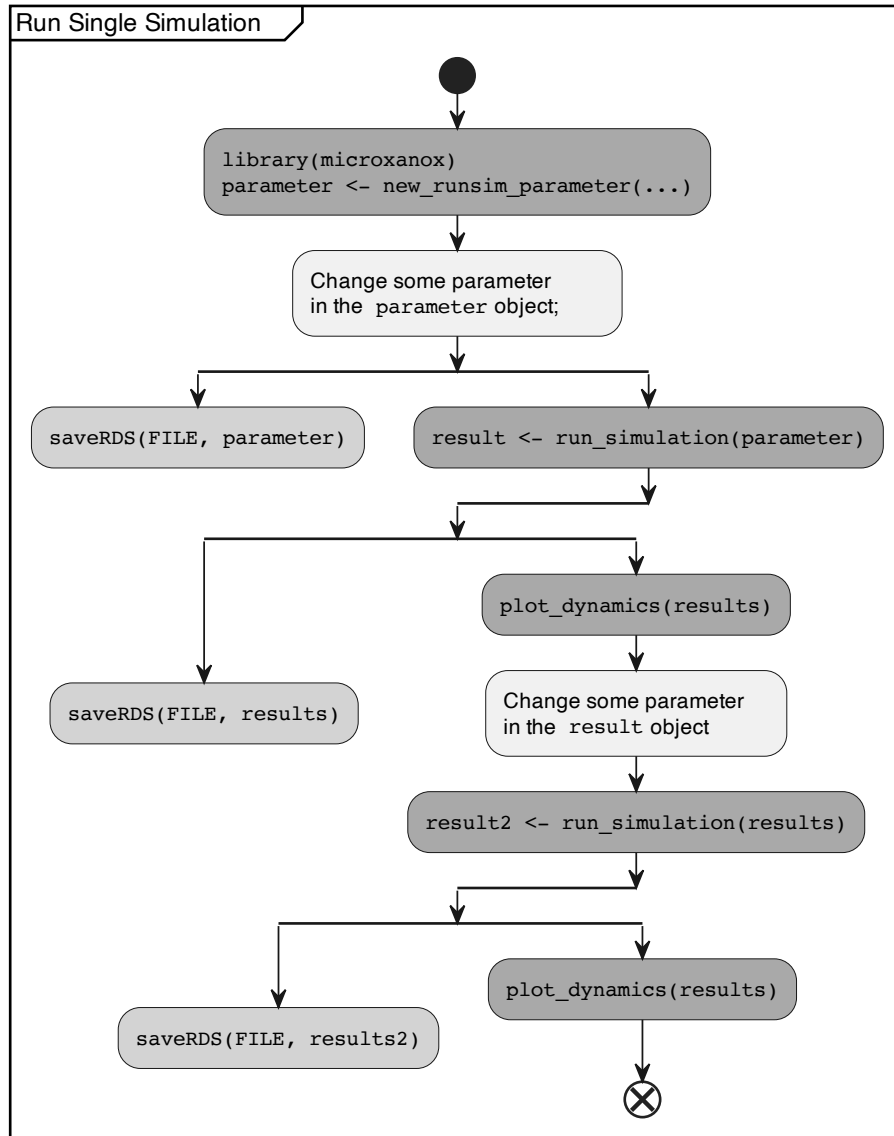 Run Single Simulation
library(microxanox)
parameter <- new_runsim_parameter(...)
Change some parameter
in the parameter object;
saveRDS(FILE, parameter)
result <- run_simulation(parameter)
plot_dynamics(results)
saveRDS(FILE, results)
Change some parameter
in the result object
result2 <- run_simulation(results)
plot_dynamics(results)
saveRDS(FILE, results2)